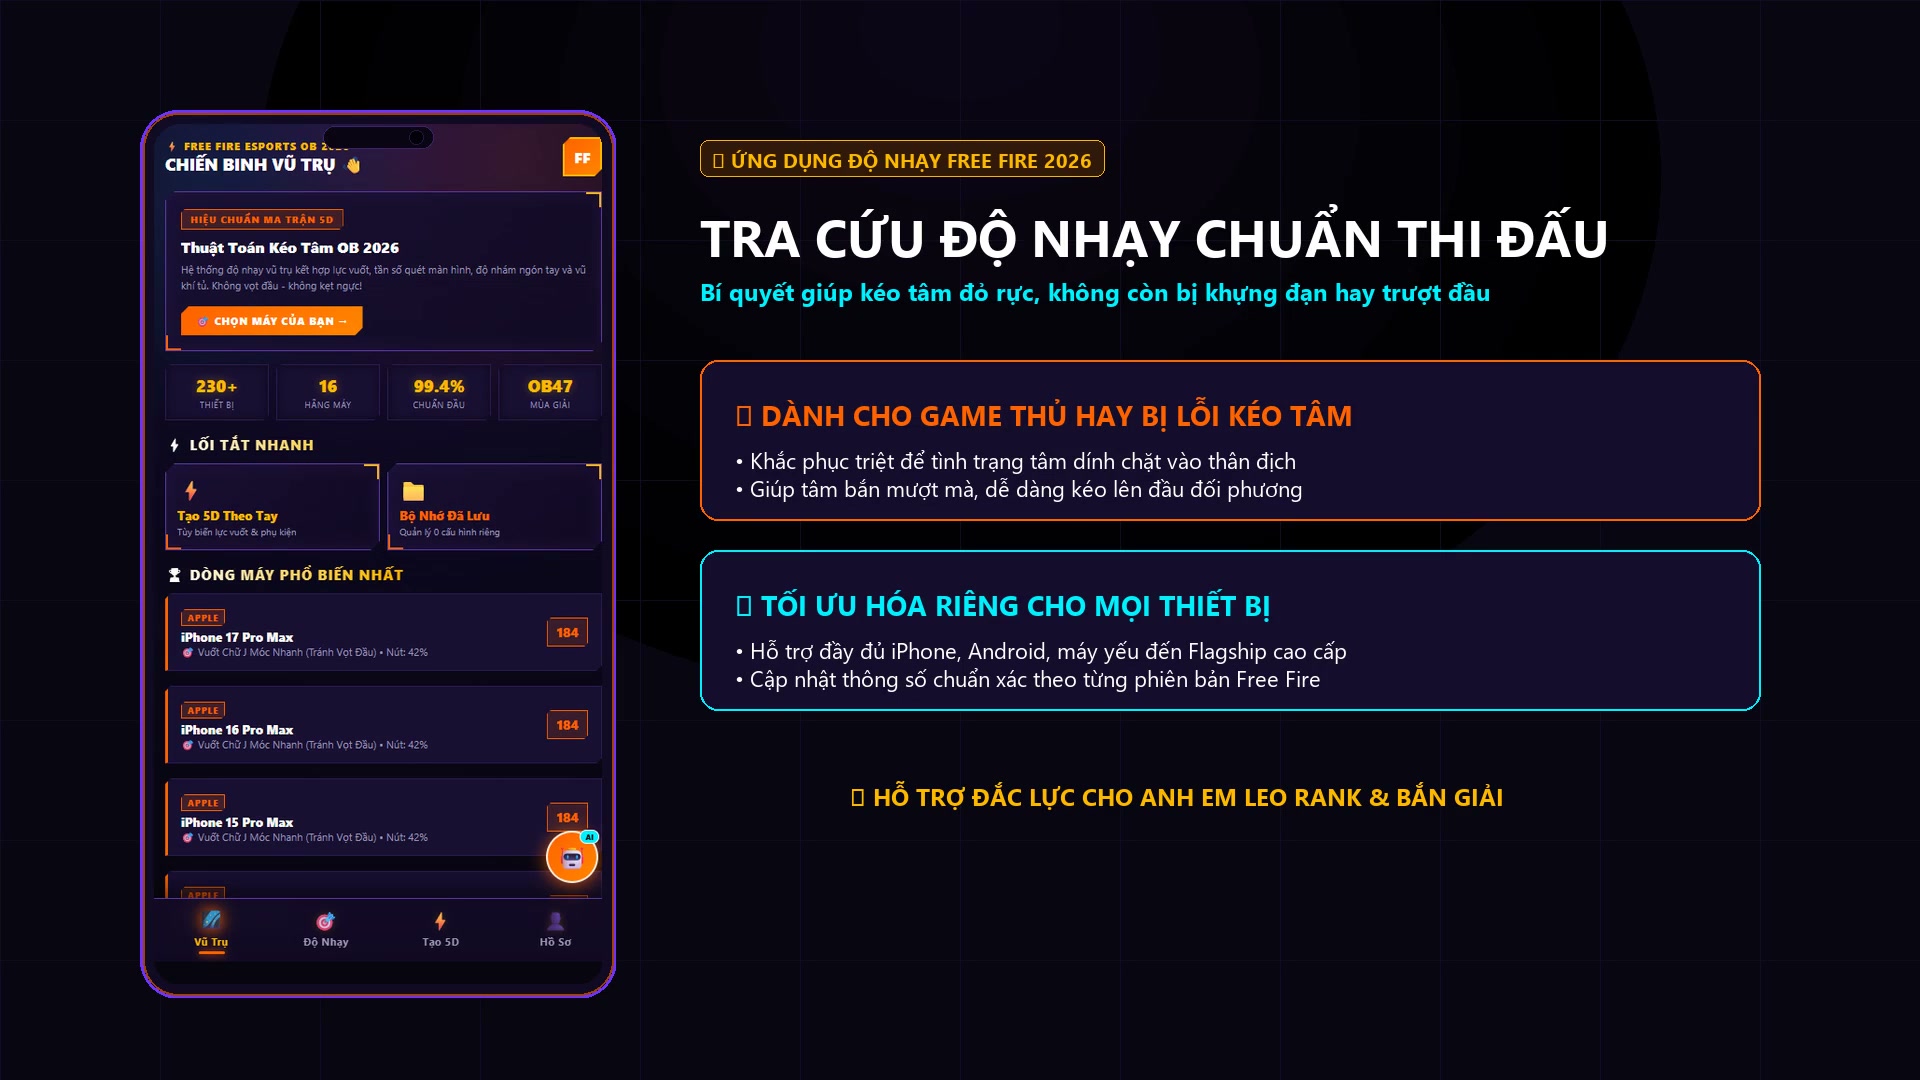 FREE FIRE ESPORTS OB
CHIẾN BINH VŨ TRỤ 👋
FF
HIỆU CHUẨN MA TRẬN 5D
Thuật Toán Kéo Tâm OB 2026
Hệ thống độ nhạy vũ trụ kết hợp lực vuốt, tần số quét màn hình, độ nhám ngón tay và vũ
khí tủ. Không vọt đầu - không kẹt ngực!
🎯 CHỌN MÁY CỦA BẠN →
230+
THIẾT BỊ
16
HÃNG MÁY
99.4%
CHUẨN ĐẦU
OB47
MÙA GIẢI
LỐI TẮT NHANH
Tạo 5D Theo Tay
Tùy biến lực vuốt & phụ kiện
Bộ Nhớ Đã Lưu
Quản lý 0 cấu hình riêng
DÒNG MÁY PHỔ BIẾN NHẤT
APPLE
iPhone 17 Pro Max
🎯 Vuốt Chữ J Móc Nhanh (Tránh Vọt Đầu) • Nút: 42%
184
APPLE
iPhone 16 Pro Max
🎯 Vuốt Chữ J Móc Nhanh (Tránh Vọt Đầu) • Nút: 42%
184
APPLE
iPhone 15 Pro Max
🎯 Vuốt Chữ J Móc Nhanh (Tránh Vọt Đầu) • Nút: 42%
184
AI
APPLE
Vũ Trụ
Độ Nhạy
Tạo 5D
Hồ Sơ
ỨNG DỤNG ĐỘ NHẠY FREE FIRE 2026
TRA CỨU ĐỘ NHẠY CHUẨN THI ĐẤU
Bí quyết giúp kéo tâm đỏ rực, không còn bị khựng đạn hay trượt đầu
DÀNH CHO GAME THỦ HAY BỊ LỖI KÉO TÂM
• Khắc phục triệt để tình trạng tâm dính chặt vào thân địch
• Giúp tâm bắn mượt mà, dễ dàng kéo lên đầu đối phương
TỐI ƯU HÓA RIÊNG CHO MỌI THIẾT BỊ
• Hỗ trợ đầy đủ iPhone, Android, máy yếu đến Flagship cao cấp
• Cập nhật thông số chuẩn xác theo từng phiên bản Free Fire
HỖ TRỢ ĐẮC LỰC CHO ANH EM LEO RANK & BẮN GIẢI